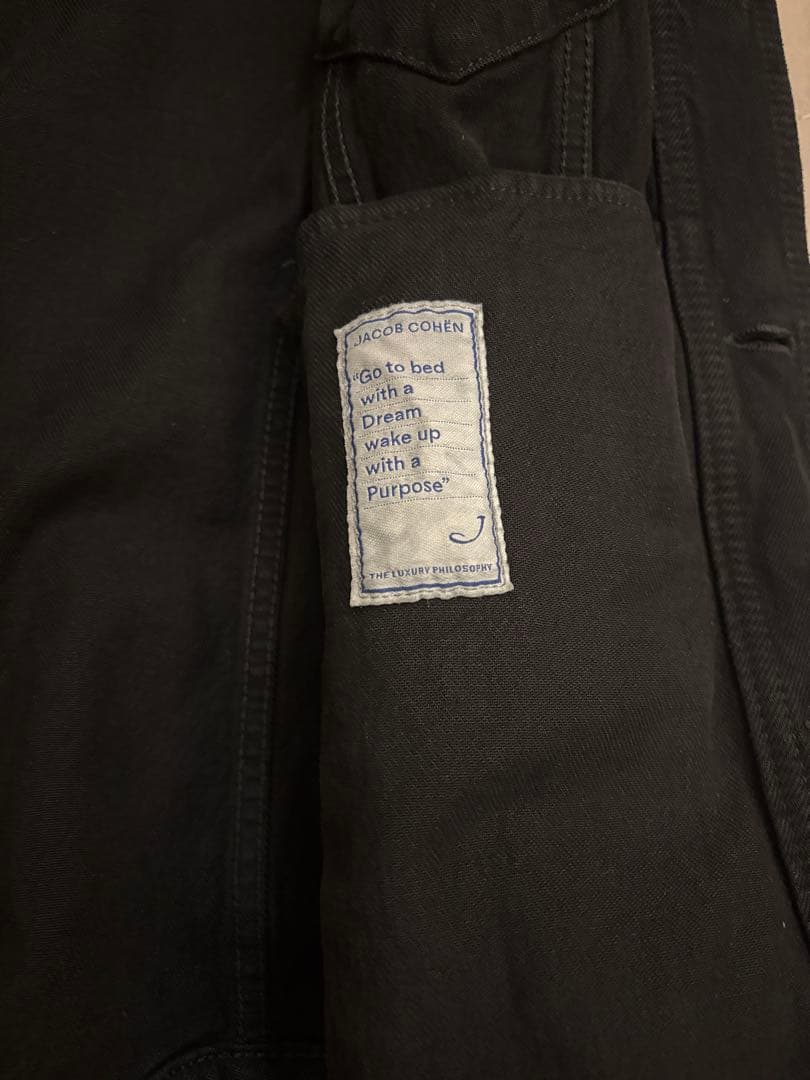 JACOB COHËN
“Go to bed
with a
Dream
wake up
with a
Purpose”
J
THE LUXURY PHILOSOPHY